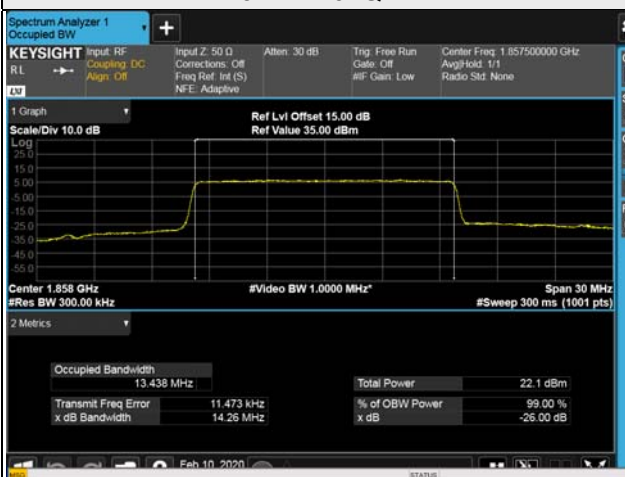 Spectrum Analyzer 1
Occupied BW
+
KEYSIGHT Input: RF Input Z: 50 Ω Atten: 30 dB Trig: Free Run Center Freq: 1.857500000 GHz
RL Coupling: DC Corrections: Off Gate: Off Avg|Hold: 1/1
Align: Off Freq Ref: Int (S) #IF Gain: Low Radio Std: None
LXI NFE: Adaptive
1 Graph
Ref Lvl Offset 15.00 dB
Scale/Div 10.0 dB Ref Value 35.00 dBm
Log
25.0
15.0
5.00
-5.00
-15.0
-25.0
-35.0
-45.0
-55.0
Center 1.858 GHz #Video BW 1.0000 MHz* Span 30 MHz
#Res BW 300.00 kHz #Sweep 300 ms (1001 pts)
2 Metrics
Occupied Bandwidth
13.438 MHz Total Power 22.1 dBm
Transmit Freq Error 11.473 kHz % of OBW Power 99.00 %
x dB Bandwidth 14.26 MHz x dB -26.00 dB
Feb 10, 2020
MSG STATUS